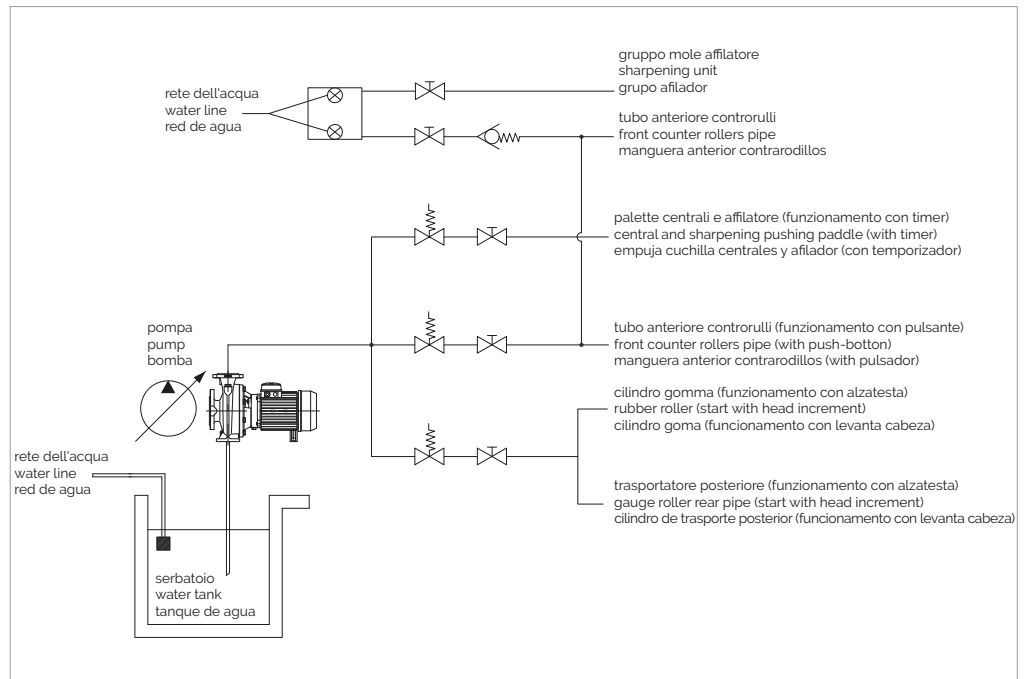 gruppo mole affilatore
sharpening unit
grupo afilador
rete dell'acqua
water line
red de agua
tubo anteriore controrulli
front counter rollers pipe
manguera anterior contrarodillos
palette centrali e affilatore (funzionamento con timer)
central and sharpening pushing paddle (with timer)
empuja cuchilla centrales y afilador (con temporizador)
pompa
pump
bomba
tubo anteriore controrulli (funzionamento con pulsante)
front counter rollers pipe (with push-botton)
manguera anterior contrarodillos (with pulsador)
cilindro gomma (funzionamento con alzatesta)
rubber roller (start with head increment)
cilindro goma (funcionamento con levanta cabeza)
rete dell'acqua
water line
red de agua
trasportatore posteriore (funzionamento con alzatesta)
gauge roller rear pipe (start with head increment)
cilindro de trasporte posterior (funcionamento con levanta cabeza)
serbatoio
water tank
tanque de agua